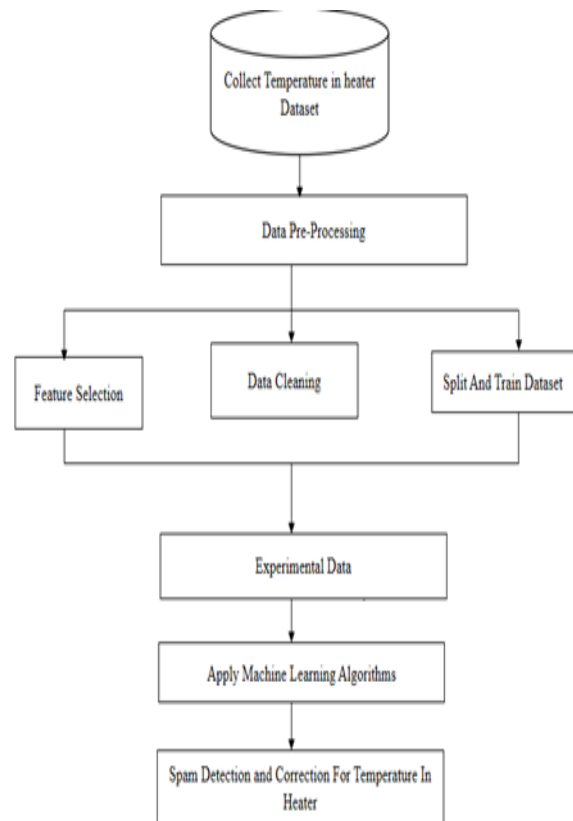 Collect Temperature in heater
Dataset
Data Pre-Processing
Feature Selection
Data Cleaning
Split And Train Dataset
Experimental Data
Apply Machine Learning Algorithms
Spam Detection and Correction For Temperature In
Heater